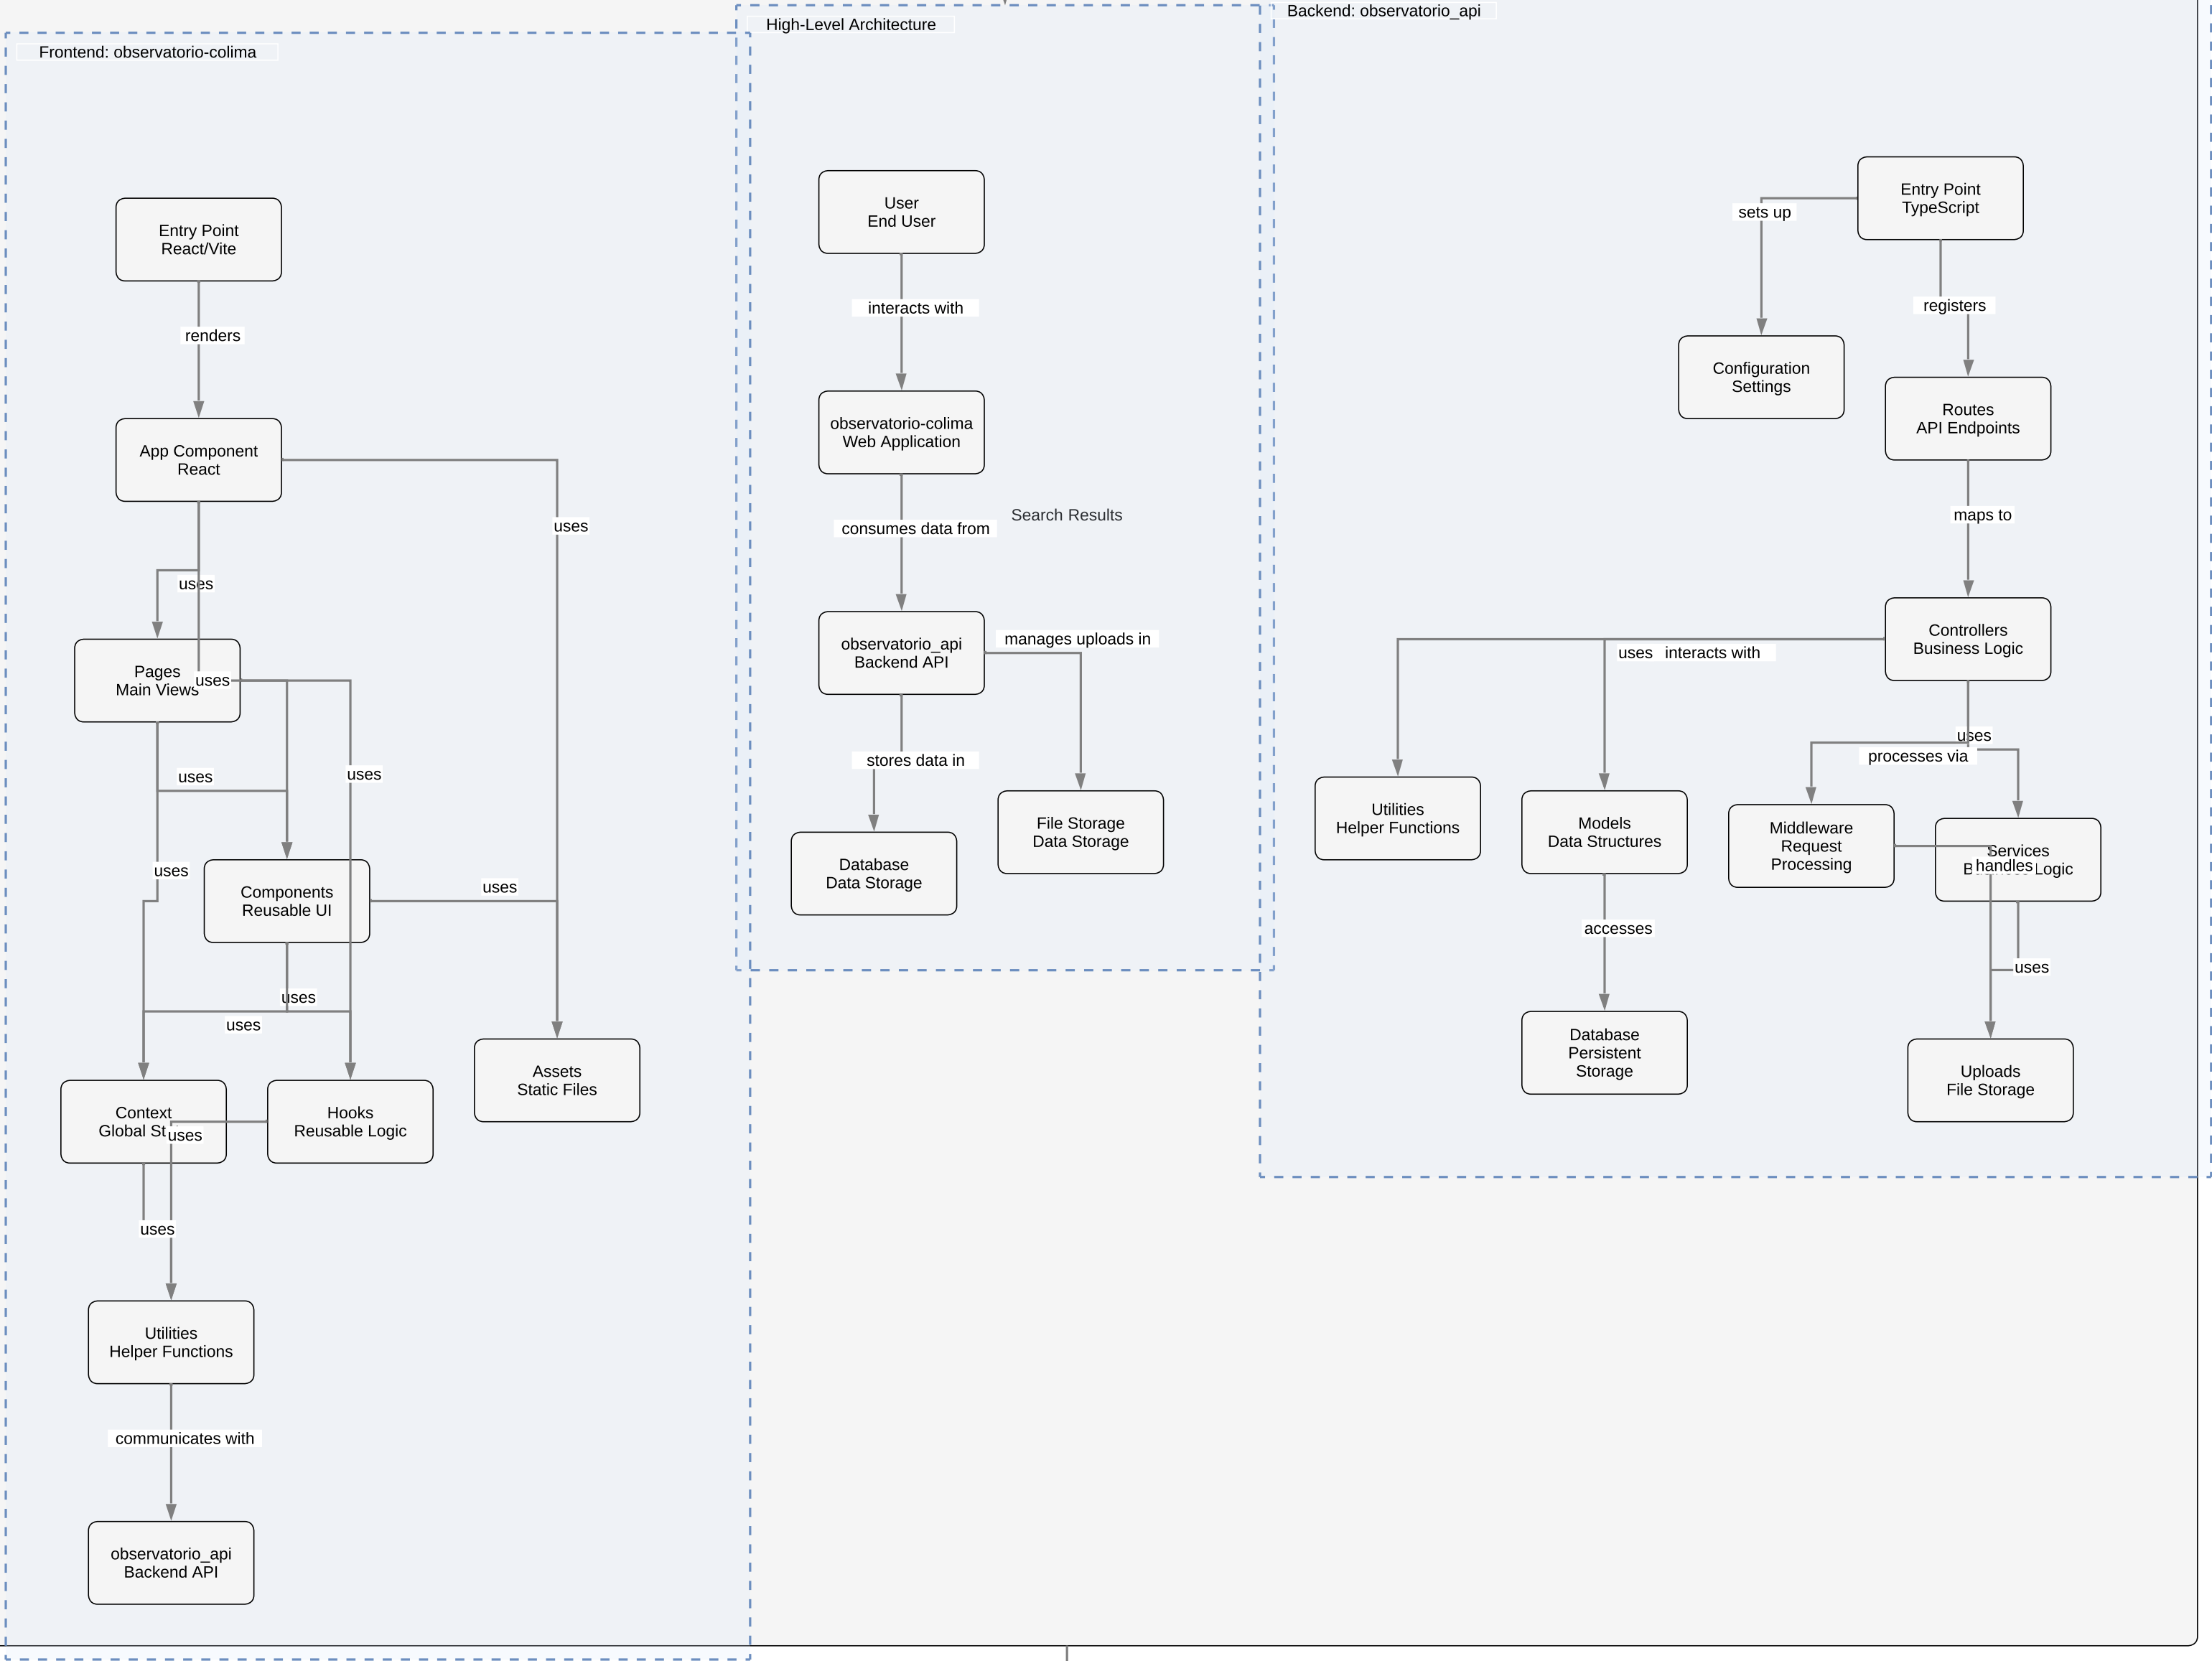 Frontend: observatorio-colima
Entry Point
React/Vite
renders
App Component
React
uses
uses
Pages
Main Views
uses
uses
uses
uses
Components
Reusable UI
uses
uses
uses
Context
Global
uses
Hooks
Reusable Logic
Assets
Static Files
uses
Utilities
Helper Functions
communicates with
observatorio_api
Backend API
High-Level Architecture
User
End User
interacts with
observatorio-colima
Web Application
consumes data from
Search Results
observatorio_api
Backend API
manages uploads in
stores data in
Database
Data Storage
File Storage
Data Storage
Backend: observatorio_api
Entry Point
TypeScript
sets up
registers
Configuration
Settings
Routes
API Endpoints
maps to
Controllers
Business Logic
uses
interacts with
uses
processes via
Utilities
Helper Functions
Models
Data Structures
Middleware
Request
Processing
Services
Logic
handles
accesses
uses
Database
Persistent
Storage
Uploads
File Storage